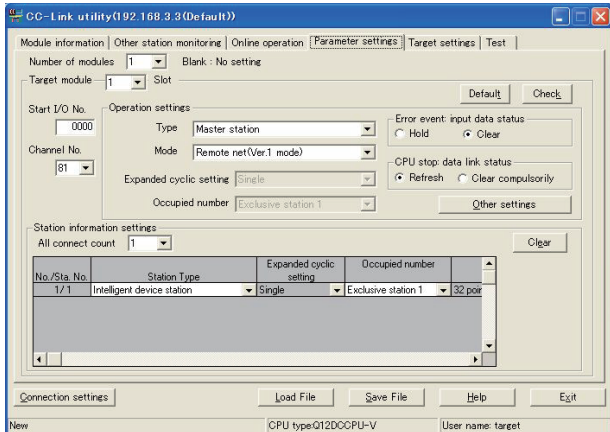 CC-Link utility(192.168.3.3(Default))
Module information Other station monitoring Online operation Parameter settings Target settings Test
Number of modules 1 Blank : No setting
Target module 1 Slot
Default Check
Start I/O No. Operation settings
0000 Type Master station
Error event: input data status
Hold Clear
Channel No. Mode Remote net(Ver.1 mode)
81
CPU stop: data link status
Expanded cyclic setting Single
Refresh Clear compulsorily
Occupied number Exclusive station 1
Other settings
Station information settings
All connect count 1 Clear
No./Sta. No. Station Type Expanded cyclic setting Occupied number
1/1 Intelligent device station Single Exclusive station 1 32 poin
Connection settings Load File Save File Help Exit
New CPU type:Q12DCCPU-V User name: target